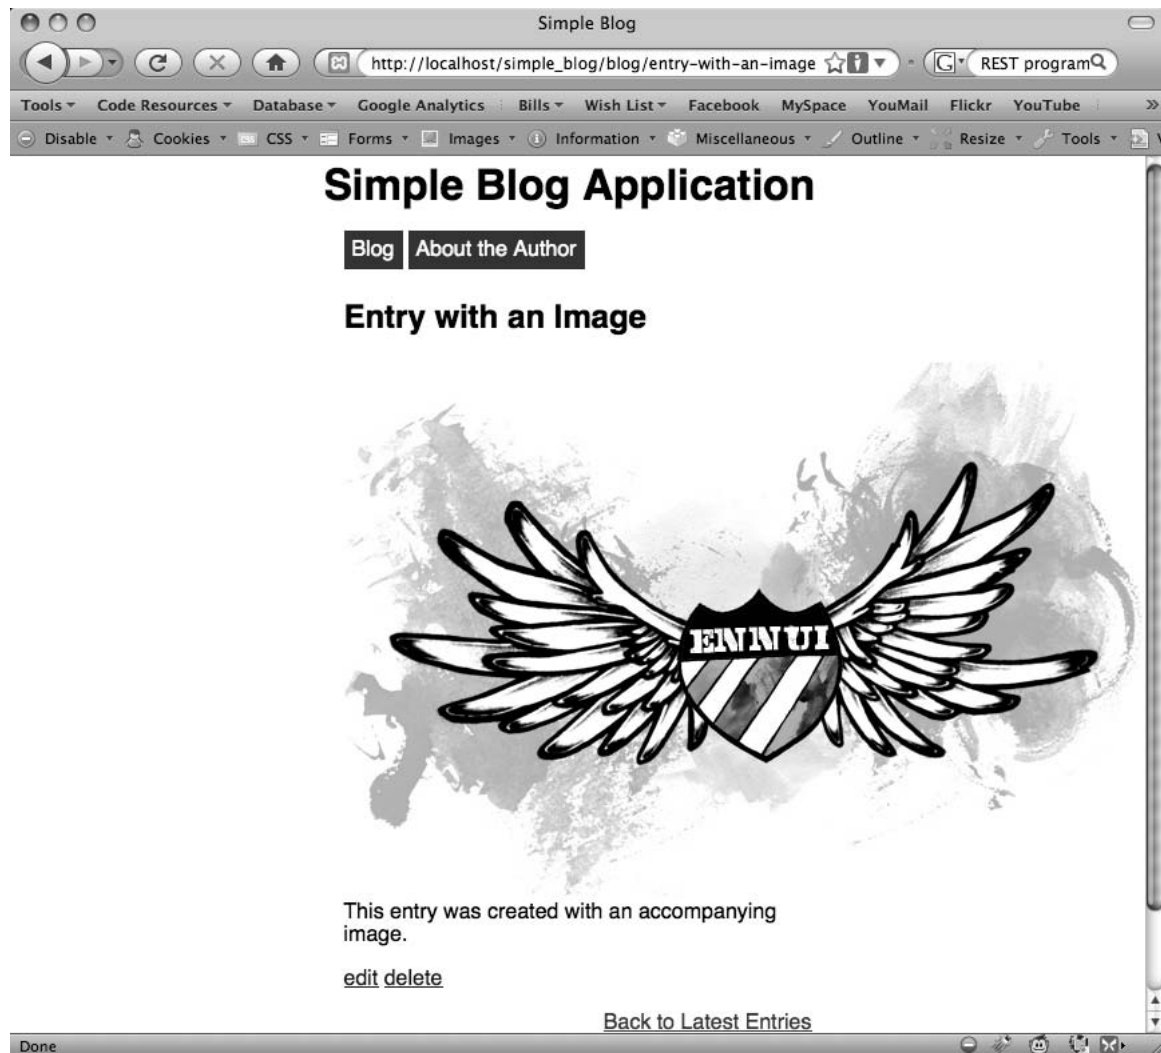 Simple Blog
http://localhost/simple_blog/blog/entry-with-an-image
G
REST program
Tools Code Resources Database Google Analytics Bills Wish List Facebook MySpace YouMail Flickr YouTube »
Disable Cookies CSS Forms Images Information Miscellaneous Outline Resize Tools
Simple Blog Application
Blog About the Author
Entry with an Image
ENNUI
This entry was created with an accompanying
image.
edit delete
Back to Latest Entries
Done